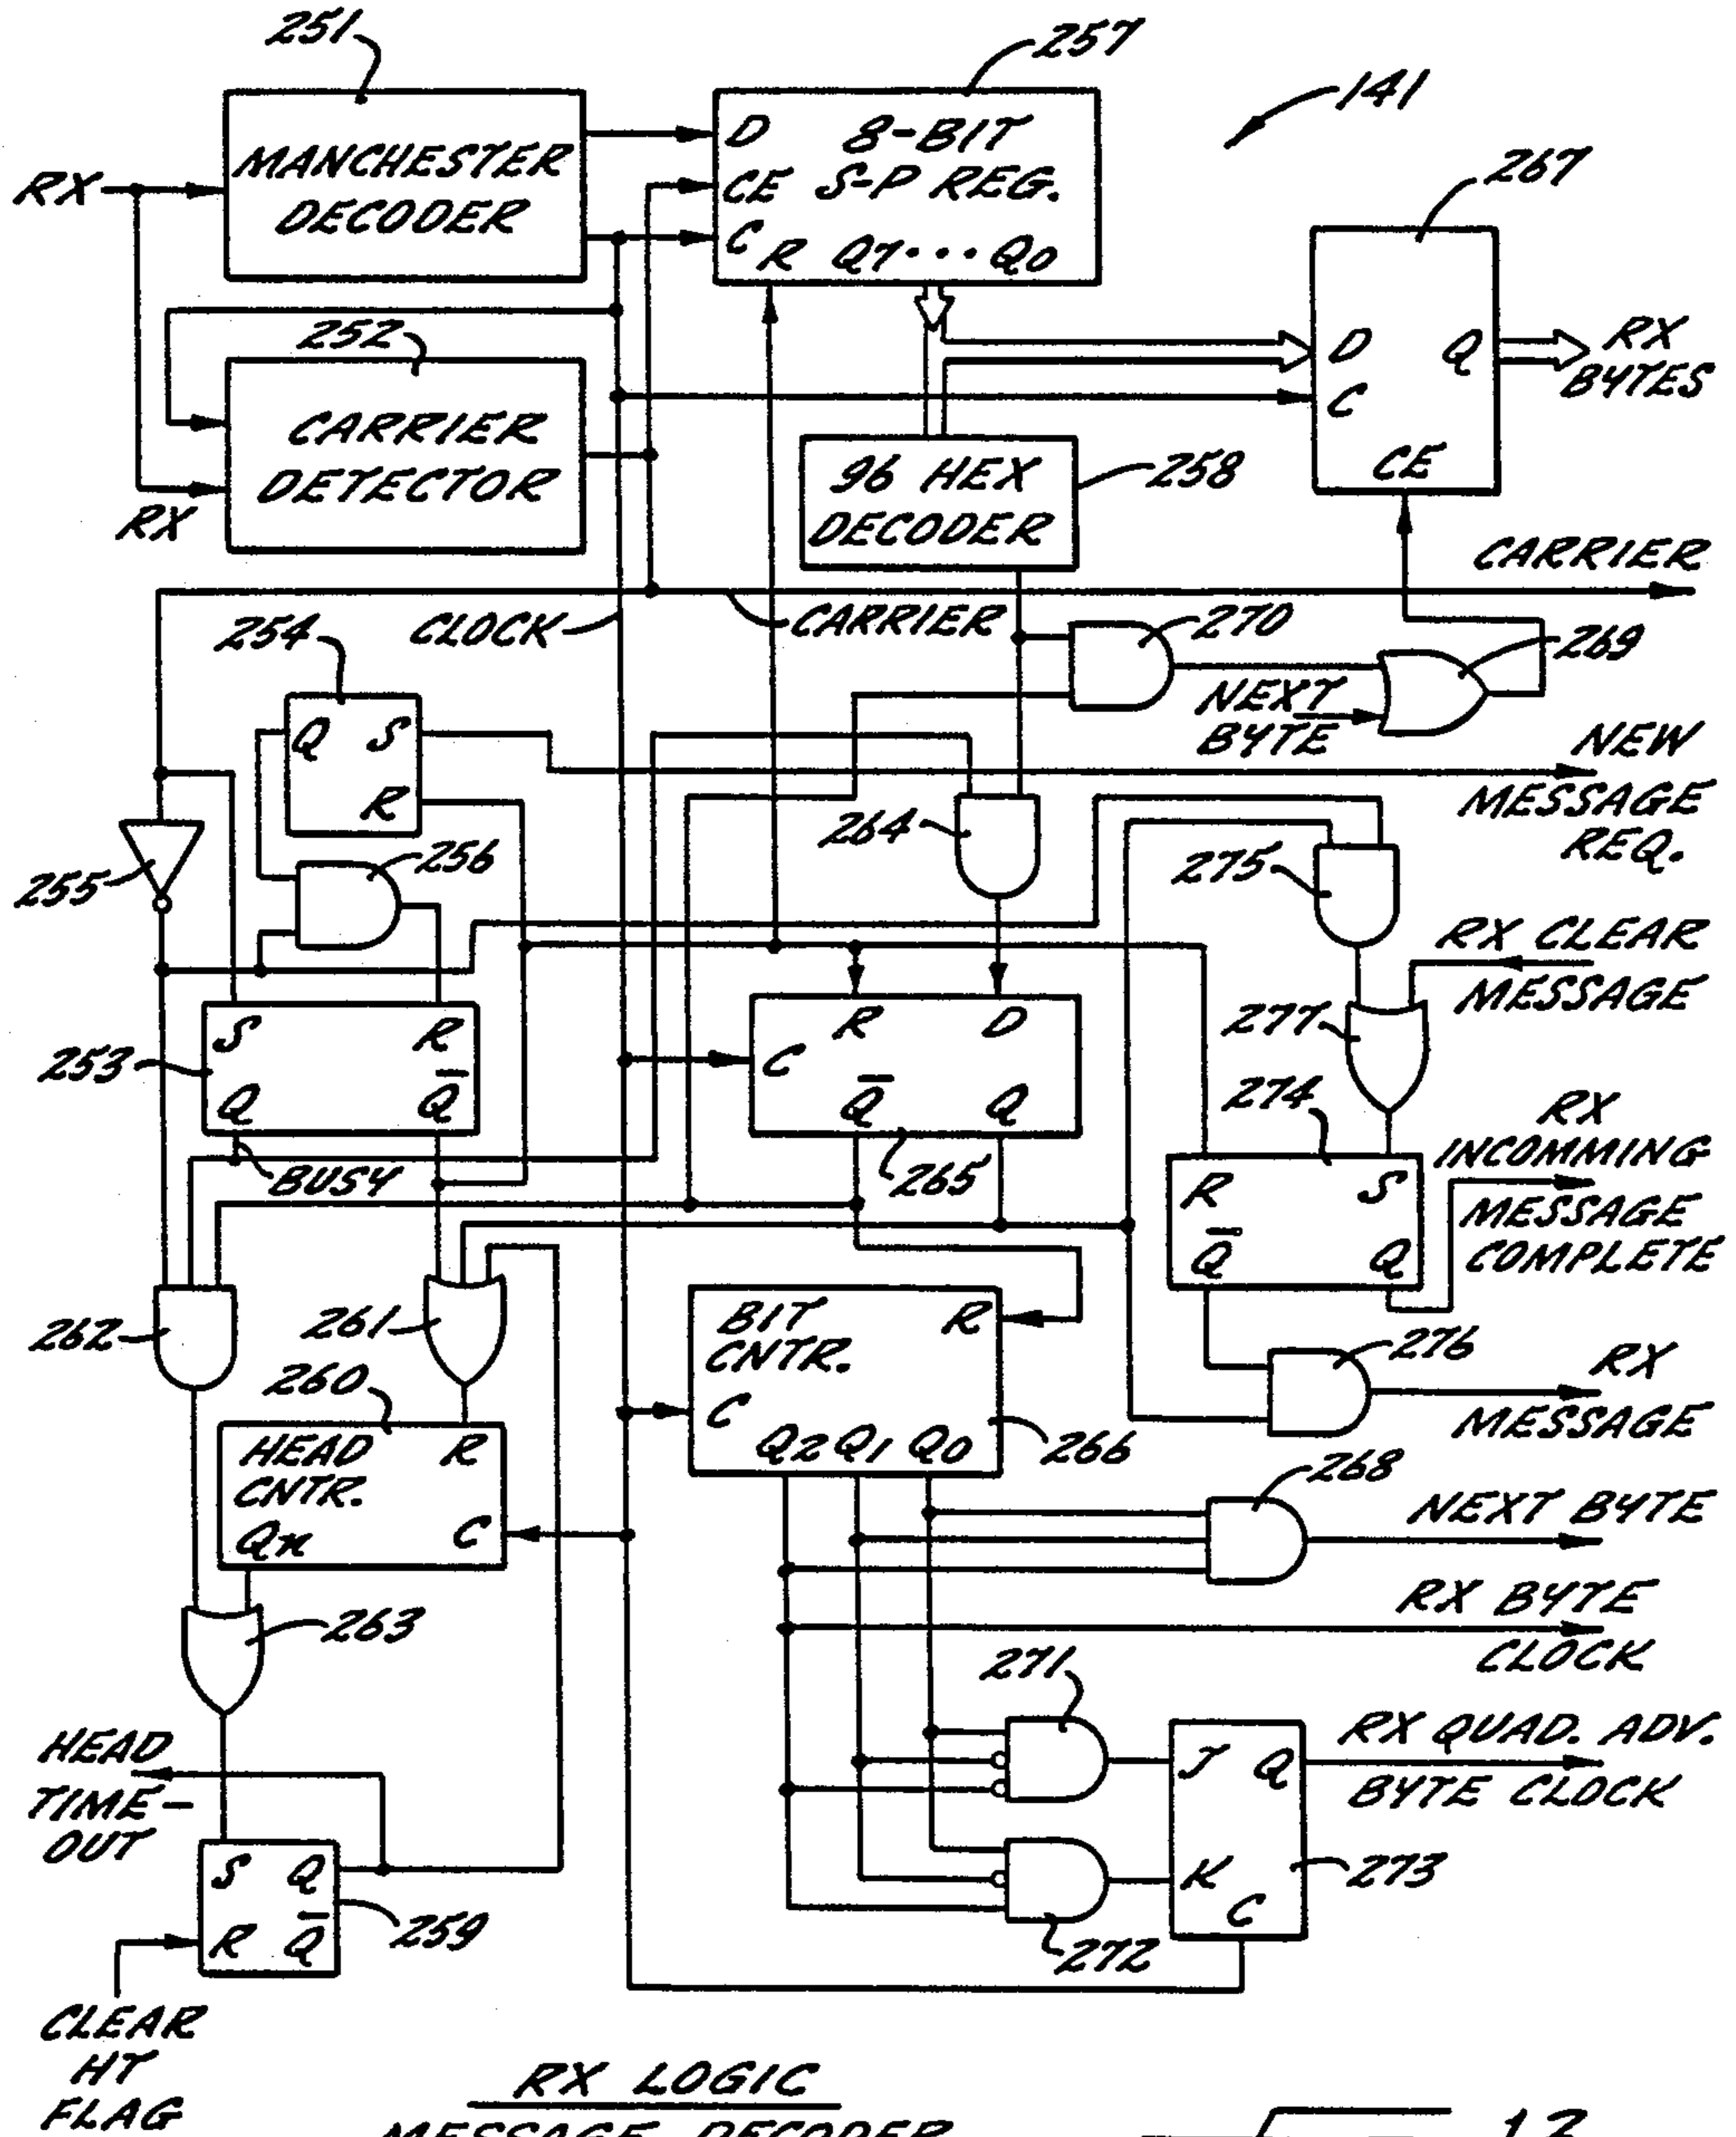 251
257
141
MANCHESTER
DECODER
RX
D
CE
C
R
8-BIT
S-P REG.
Q7...Q0
267
252
CARRIER
DETECTOR
RX
D
Q
C
CE
RX
BYTES
96 HEX
DECODER
258
CARRIER
CLOCK
CARRIER
254
270
269
NEXT
BYTE
Q
S
R
NEW
MESSAGE
REQ.
264
275
255
256
RX CLEAR
MESSAGE
277
253
S
R
Q
Q̅
R
D
C
Q̅
Q
265
BUSY
274
R
S
Q̅
Q
RX
INCOMMING
MESSAGE
COMPLETE
262
261
BIT
CNTR.
R
C
Q2 Q1 Q0
266
276
RX
MESSAGE
260
HEAD
CNTR.
R
Qn
C
268
NEXT BYTE
263
RX BYTE
CLOCK
271
HEAD
TIME-
OUT
J
Q
K
C
RX QUAD. ADV.
BYTE CLOCK
273
S
Q
R
Q̅
259
272
CLEAR
HT
FLAG
RX LOGIC
MESSAGE DECODER
12